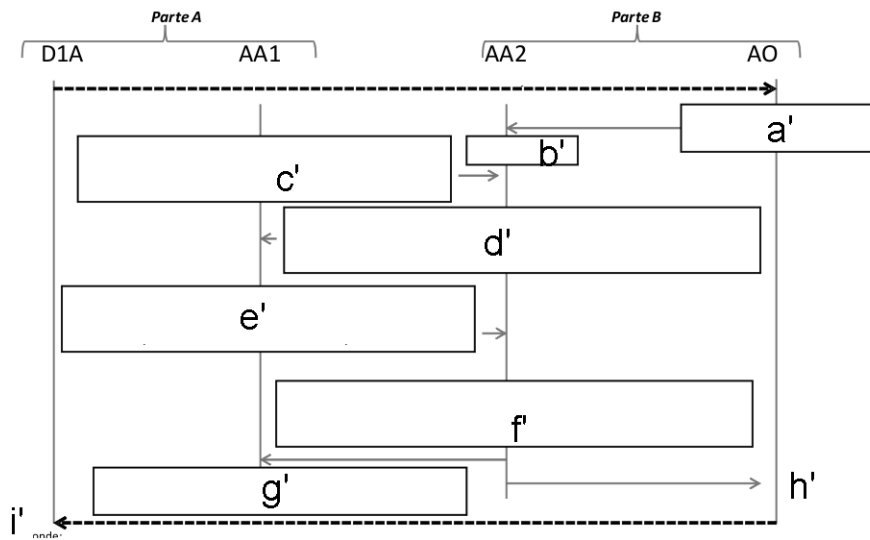 Parte A Parte B
D1A AA1 AA2 AO
a'
b'
c'
d'
e'
f'
g'
h'
i'
onde: